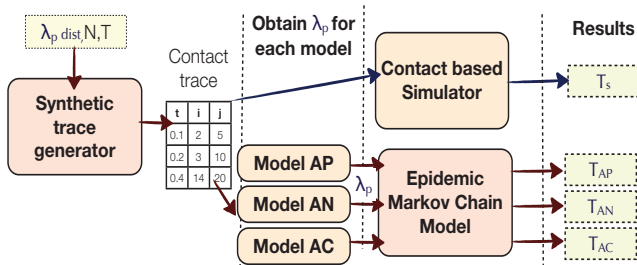 λp dist,N,T
Synthetic
trace
generator
Contact
trace
t i j
0.1 2 5
0.2 3 10
0.4 14 20
Obtain λp for
each model
Contact based
Simulator
Model AP
Model AN
Model AC
λp
Epidemic
Markov Chain
Model
Results
Ts
TAP
TAN
TAC